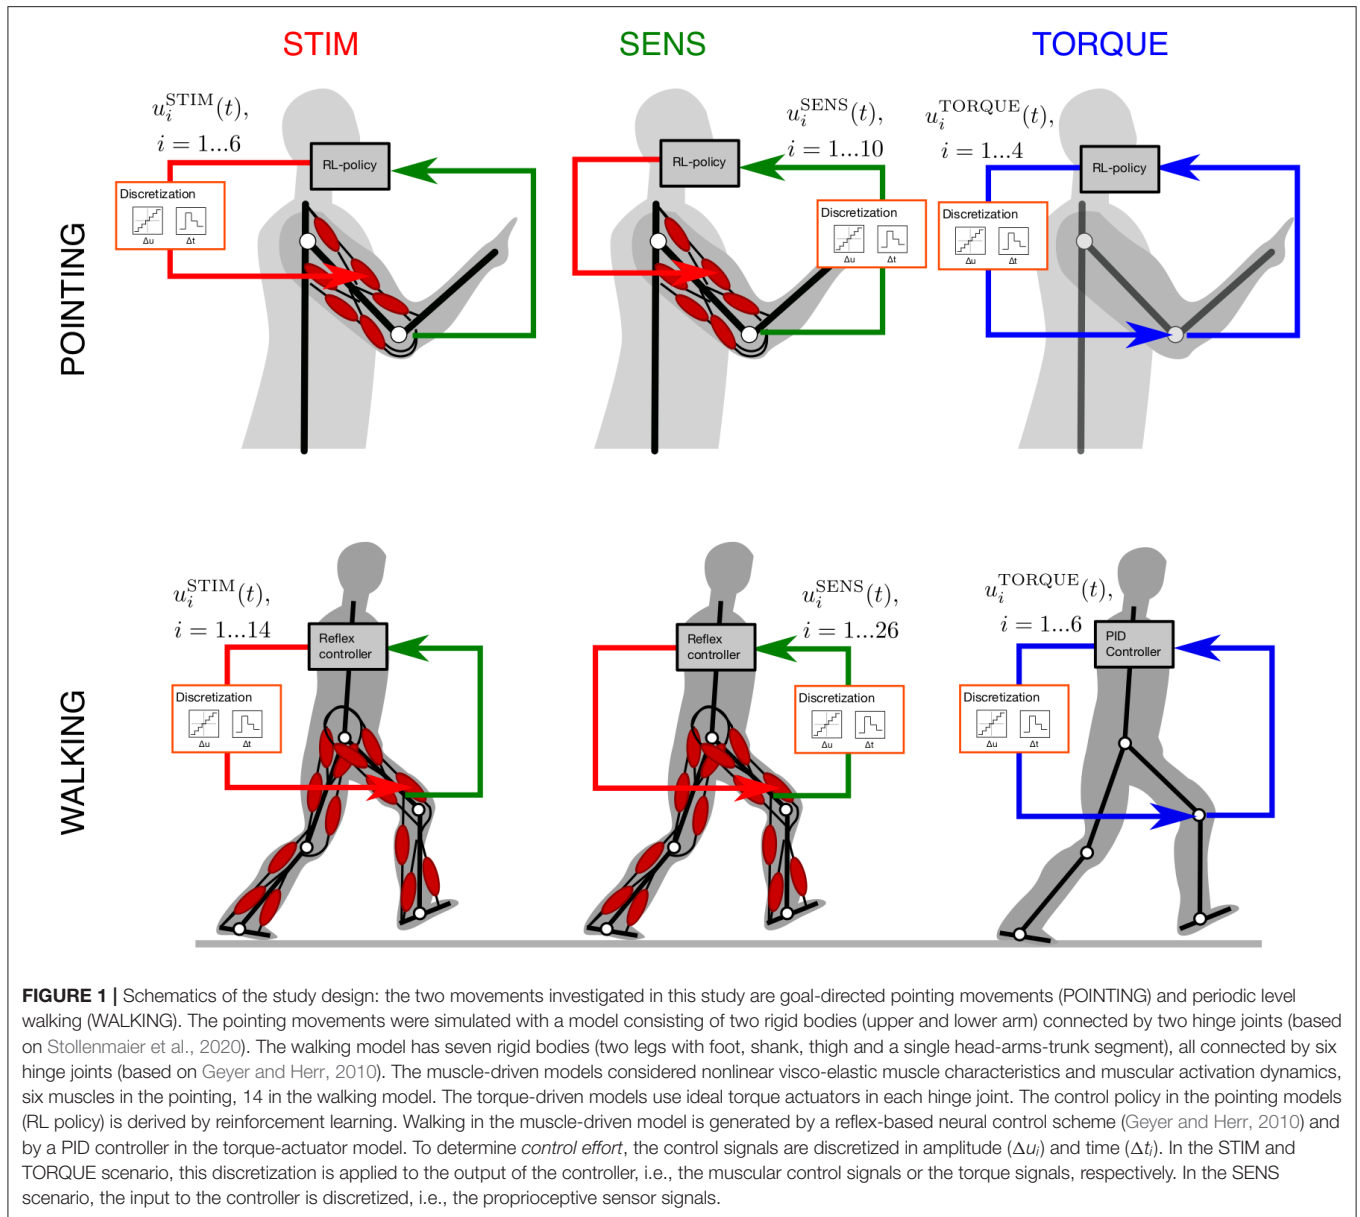 STIM SENS TORQUE
POINTING
u_i^STIM(t),
i = 1...6
RL-policy
Discretization
Δu Δt
u_i^SENS(t),
i = 1...10
RL-policy
Discretization
Δu Δt
u_i^TORQUE(t),
i = 1...4
RL-policy
Discretization
Δu Δt
WALKING
u_i^STIM(t),
i = 1...14
Reflex
controller
Discretization
Δu Δt
u_i^SENS(t),
i = 1...26
Reflex
controller
Discretization
Δu Δt
u_i^TORQUE(t),
i = 1...6
PID
Controller
Discretization
Δu Δt
FIGURE 1 | Schematics of the study design: the two movements investigated in this study are goal-directed pointing movements (POINTING) and periodic level
walking (WALKING). The pointing movements were simulated with a model consisting of two rigid bodies (upper and lower arm) connected by two hinge joints (based
on Stollenmaier et al., 2020). The walking model has seven rigid bodies (two legs with foot, shank, thigh and a single head-arms-trunk segment), all connected by six
hinge joints (based on Geyer and Herr, 2010). The muscle-driven models considered nonlinear visco-elastic muscle characteristics and muscular activation dynamics,
six muscles in the pointing, 14 in the walking model. The torque-driven models use ideal torque actuators in each hinge joint. The control policy in the pointing models
(RL policy) is derived by reinforcement learning. Walking in the muscle-driven model is generated by a reflex-based neural control scheme (Geyer and Herr, 2010) and
by a PID controller in the torque-actuator model. To determine control effort, the control signals are discretized in amplitude (Δu_i) and time (Δt_i). In the STIM and
TORQUE scenario, this discretization is applied to the output of the controller, i.e., the muscular control signals or the torque signals, respectively. In the SENS
scenario, the input to the controller is discretized, i.e., the proprioceptive sensor signals.